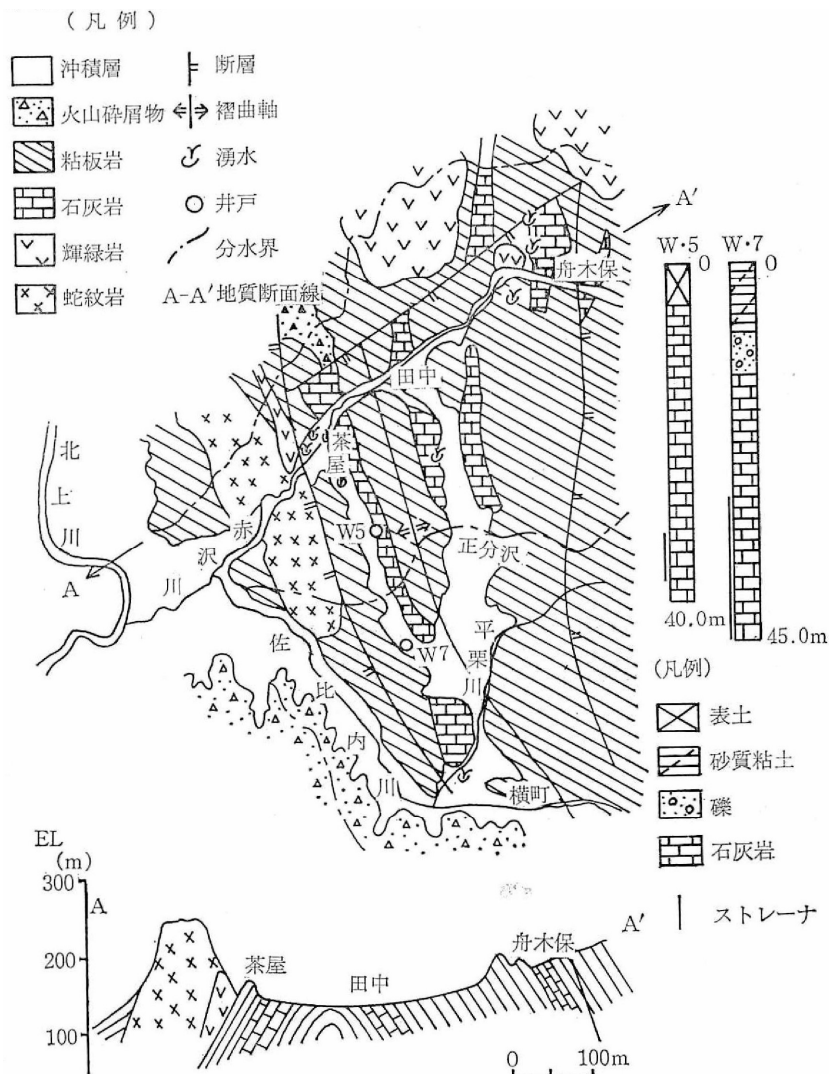 (凡例)
沖積層
断層
火山砕屑物
褶曲軸
粘板岩
湧水
石灰岩
井戸
輝緑岩
分水界
蛇紋岩
A-A′地質断面線
A′
W・5
W・7
0
0
舟木保
田中
茶屋
北上川
赤沢川
A
W5
正分沢
W7
平栗川
佐比内川
横町
40.0m
45.0m
(凡例)
表土
砂質粘土
礫
石灰岩
ストレーナ
EL
(m)
300
200
100
A
茶屋
田中
舟木保
A′
0
100m